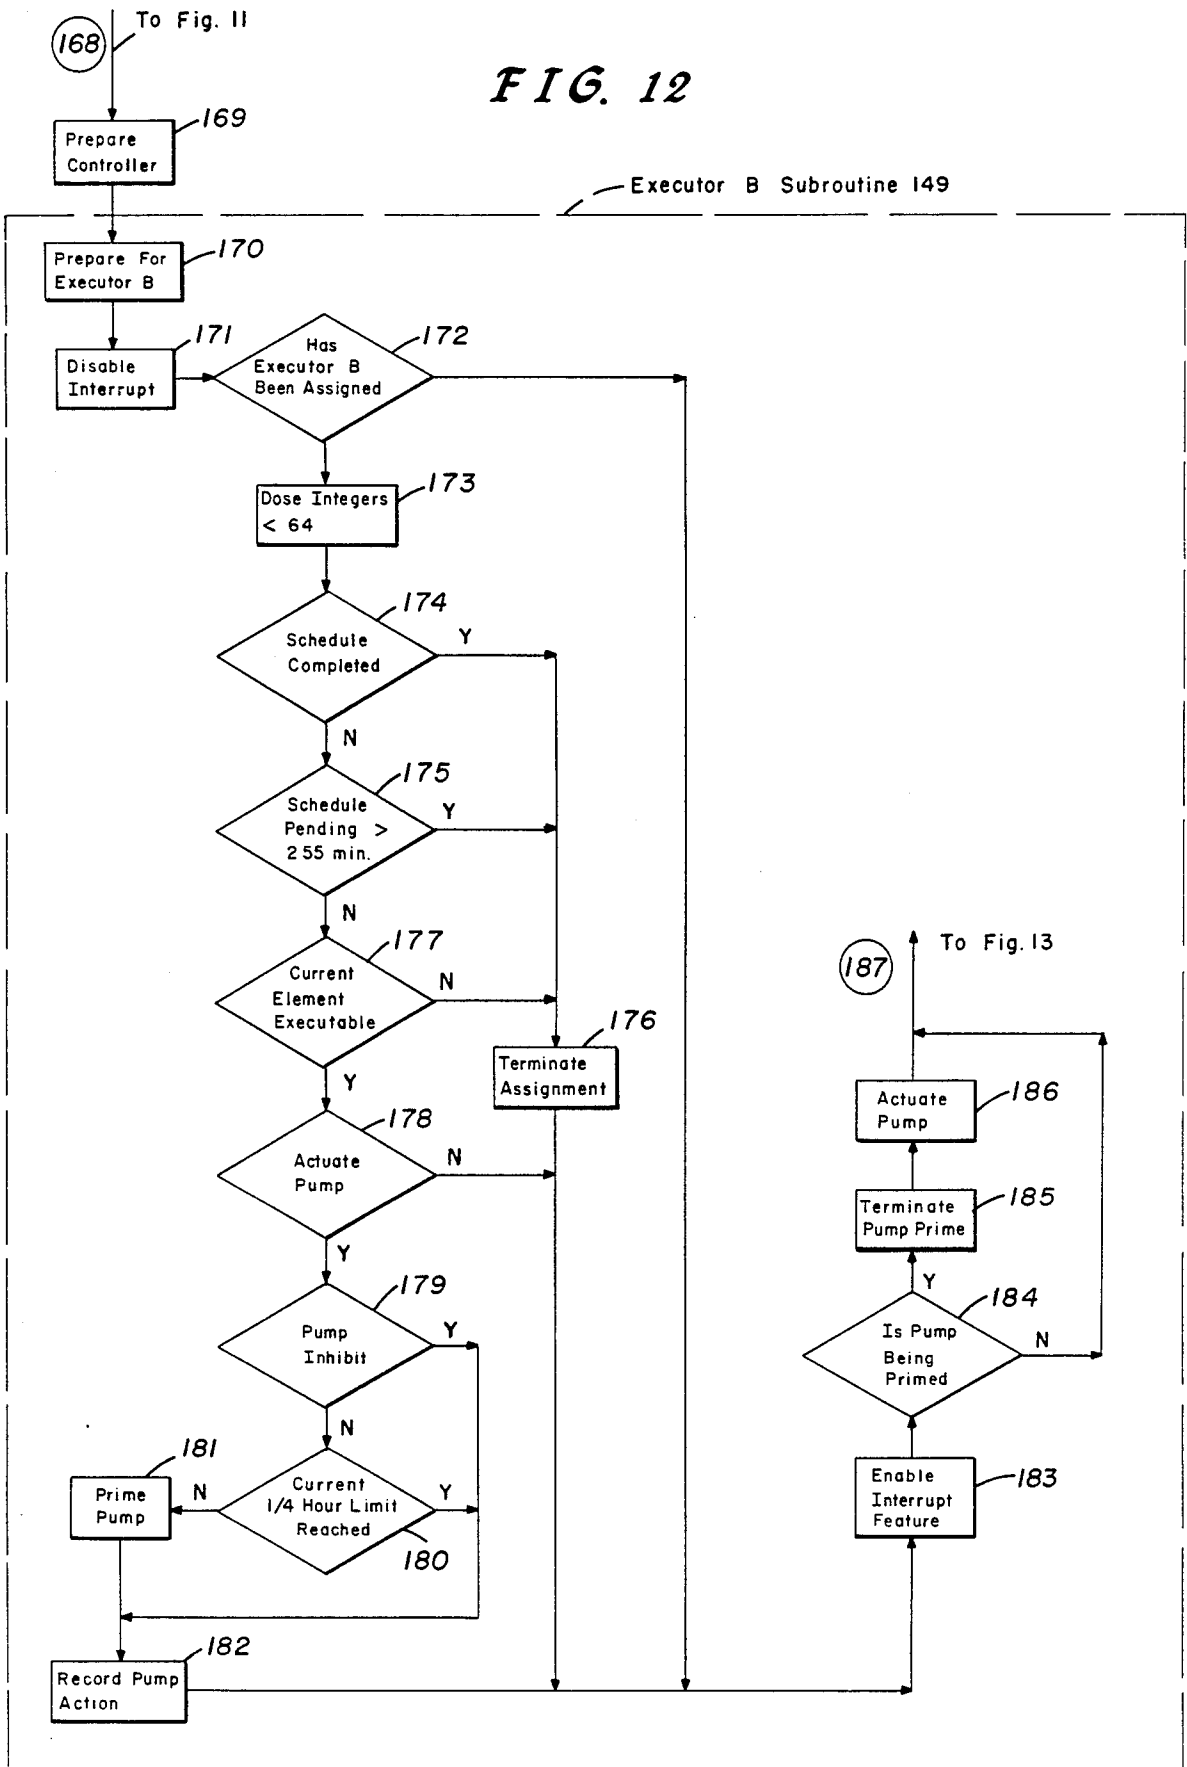 168
To Fig. 11
FIG. 12
169
Prepare
Controller
Executor B Subroutine 149
170
Prepare For
Executor B
171
Disable
Interrupt
172
Has
Executor B
Been Assigned
173
Dose Integers
< 64
174
Schedule
Completed
Y
N
175
Schedule
Pending >
255 min.
Y
N
177
Current
Element
Executable
N
Y
176
Terminate
Assignment
178
Actuate
Pump
N
Y
179
Pump
Inhibit
Y
N
180
Current
1/4 Hour Limit
Reached
N
Y
181
Prime
Pump
182
Record Pump
Action
187
To Fig. 13
186
Actuate
Pump
185
Terminate
Pump Prime
Y
184
Is Pump
Being
Primed
N
183
Enable
Interrupt
Feature